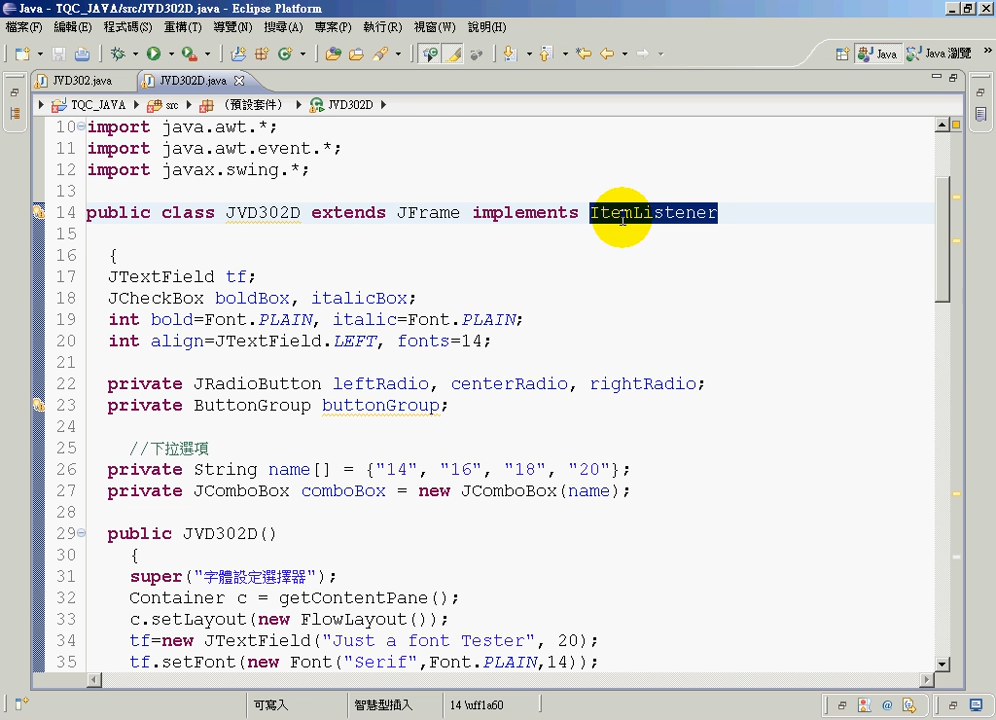 Java - TQC_JAVA/src/JVD302D.java - Eclipse Platform
檔案(F) 編輯(E) 程式碼(S) 重構(T) 導覽(N) 搜尋(A) 專案(P) 執行(R) 視窗(W) 說明(H)
Java Java 瀏覽 »
JVD302.java JVD302D.java
TQC_JAVA src (預設套件) JVD302D
10 import java.awt.*;
11 import java.awt.event.*;
12 import javax.swing.*;
13
14 public class JVD302D extends JFrame implements ItemListener
15
16 {
17 JTextField tf;
18 JCheckBox boldBox, italicBox;
19 int bold=Font.PLAIN, italic=Font.PLAIN;
20 int align=JTextField.LEFT, fonts=14;
21
22 private JRadioButton leftRadio, centerRadio, rightRadio;
23 private ButtonGroup buttonGroup;
24
25 //下拉選項
26 private String name[] = {"14", "16", "18", "20"};
27 private JComboBox comboBox = new JComboBox(name);
28
29 public JVD302D()
30 {
31 super("字體設定選擇器");
32 Container c = getContentPane();
33 c.setLayout(new FlowLayout());
34 tf=new JTextField("Just a font Tester", 20);
35 tf.setFont(new Font("Serif",Font.PLAIN,14));
可寫入 智慧型插入 14 \uff1a60